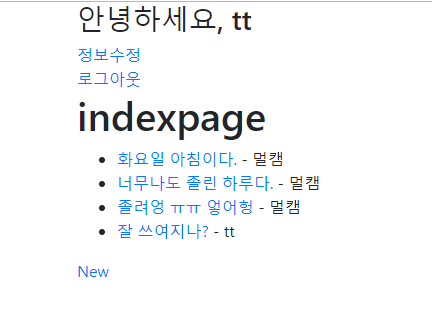 안녕하세요, tt
정보수정
로그아웃
indexpage
화요일 아침이다. - 멀캠
너무나도 졸린 하루다. - 멀캠
졸려엉 ㅠㅠ 엏어헝 - 멀캠
잘 쓰여지나? - tt
New